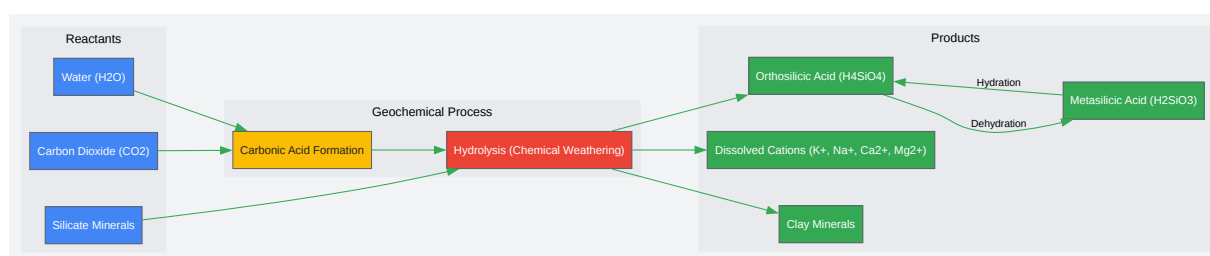 Reactants
Water (H2O)
Carbon Dioxide (CO2)
Silicate Minerals
Geochemical Process
Carbonic Acid Formation
Hydrolysis (Chemical Weathering)
Products
Orthosilicic Acid (H4SiO4)
Hydration
Metasilicic Acid (H2SiO3)
Dehydration
Dissolved Cations (K+, Na+, Ca2+, Mg2+)
Clay Minerals